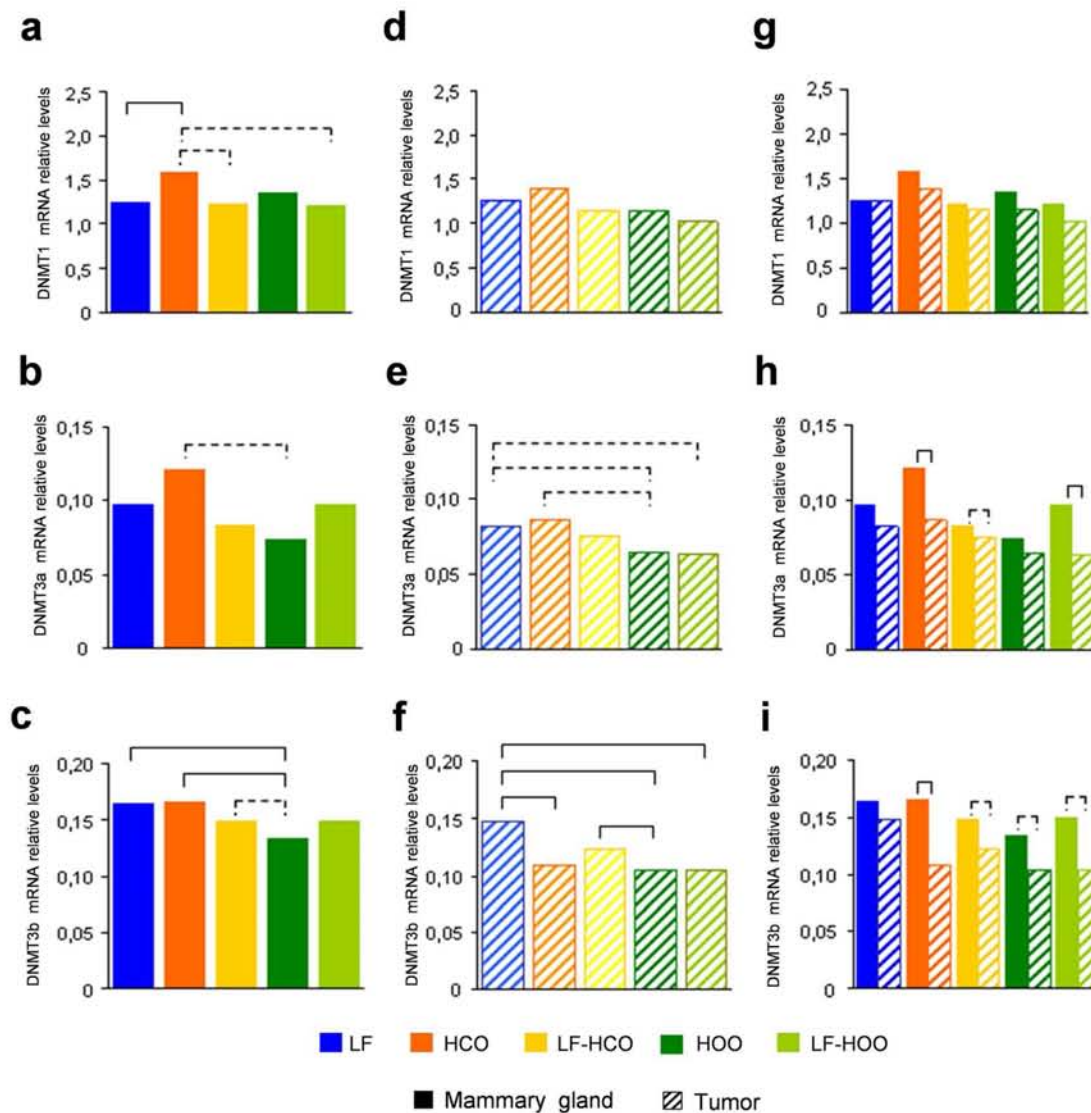 a
d
g
DNMT1 mRNA relative levels
2,5
2,0
1,5
1,0
0,5
0
DNMT1 mRNA relative levels
2,5
2,0
1,5
1,0
0,5
0
DNMT1 mRNA relative levels
2,5
2,0
1,5
1,0
0,5
0
b
e
h
DNMT3a mRNA relative levels
0,15
0,10
0,05
0
DNMT3a mRNA relative levels
0,15
0,10
0,05
0
DNMT3a mRNA relative levels
0,15
0,10
0,05
0
c
f
i
DNMT3b mRNA relative levels
0,20
0,15
0,10
0,05
0
DNMT3b mRNA relative levels
0,20
0,15
0,10
0,05
0
DNMT3b mRNA relative levels
0,20
0,15
0,10
0,05
0
LF HCO LF-HCO HOO LF-HOO
Mammary gland Tumor